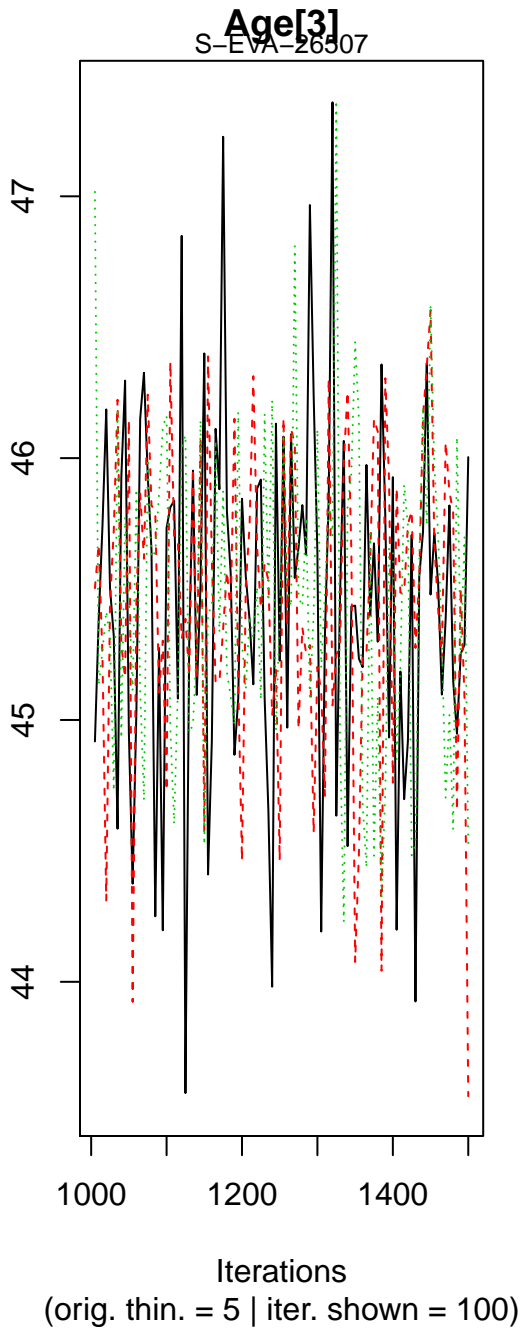 Age[3]
S−EVA−26507
47
46
45
44
1000 1200 1400
Iterations
(orig. thin. = 5 | iter. shown = 100)